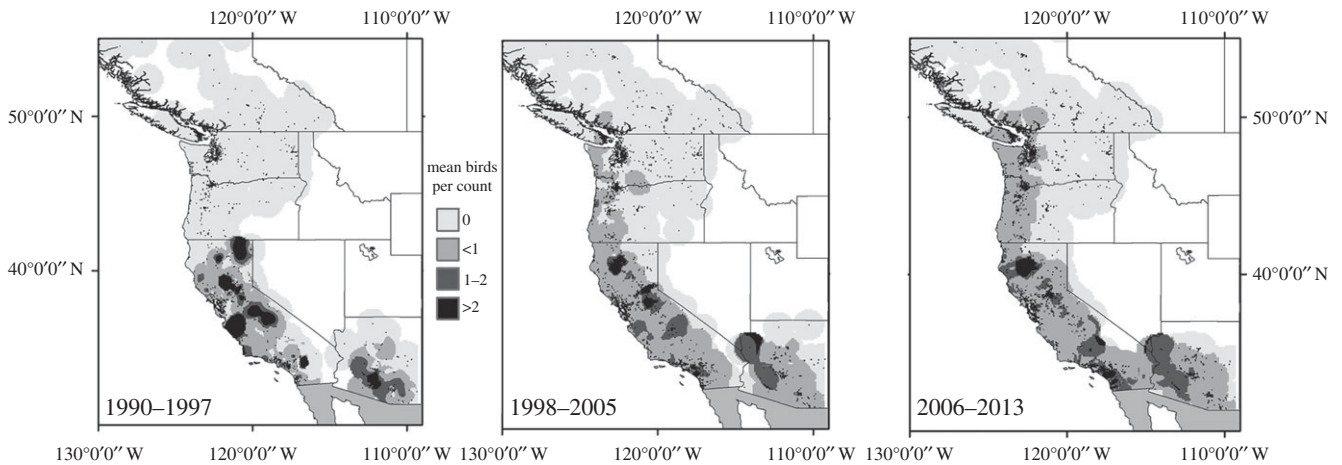 120°0′0″ W 110°0′0″ W 120°0′0″ W 110°0′0″ W 120°0′0″ W 110°0′0″ W
50°0′0″ N
40°0′0″ N
mean birds
per count
0
<1
1–2
>2
50°0′0″ N
40°0′0″ N
1990–1997
1998–2005
2006–2013
130°0′0″ W 120°0′0″ W 110°0′0″ W 130°0′0″ W 120°0′0″ W 110°0′0″ W 130°0′0″ W 120°0′0″ W 110°0′0″ W